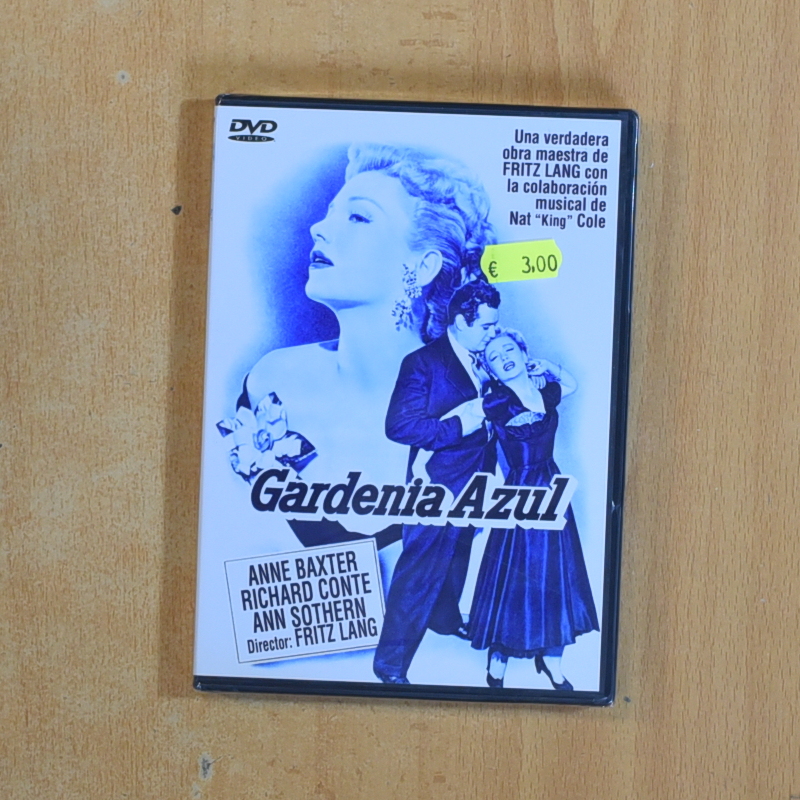 DVD
VIDEO
Una verdadera
obra maestra de
FRITZ LANG con
la colaboración
musical de
Nat “King” Cole
€ 3,00
Gardenia Azul
ANNE BAXTER
RICHARD CONTE
ANN SOTHERN
Director: FRITZ LANG